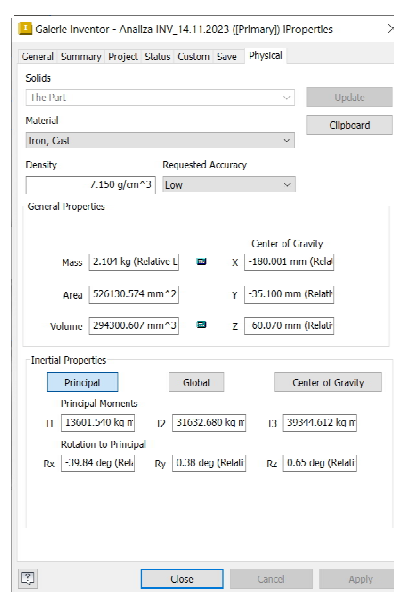 Galerie Inventor - Analiza INV_14.11.2023 ([Primary]) iProperties
General Summary Project Status Custom Save Physical
Solids
The Part
Update
Material
Clipboard
Iron, Cast
Density Requested Accuracy
7.150 g/cm^3 Low
General Properties
Center of Gravity
Mass 2.104 kg (Relative E X -180.001 mm (Relat
Area 526130.574 mm^2 Y -35.100 mm (Relati
Volume 294300.607 mm^3 Z 60.070 mm (Relati
Inertial Properties
Principal Global Center of Gravity
Principal Moments
I1 13601.540 kg m I2 31632.680 kg m I3 39344.612 kg m
Rotation to Principal
Rx -39.84 deg (Rela Ry 0.38 deg (Relati Rz 0.65 deg (Relati
Close Cancel Apply